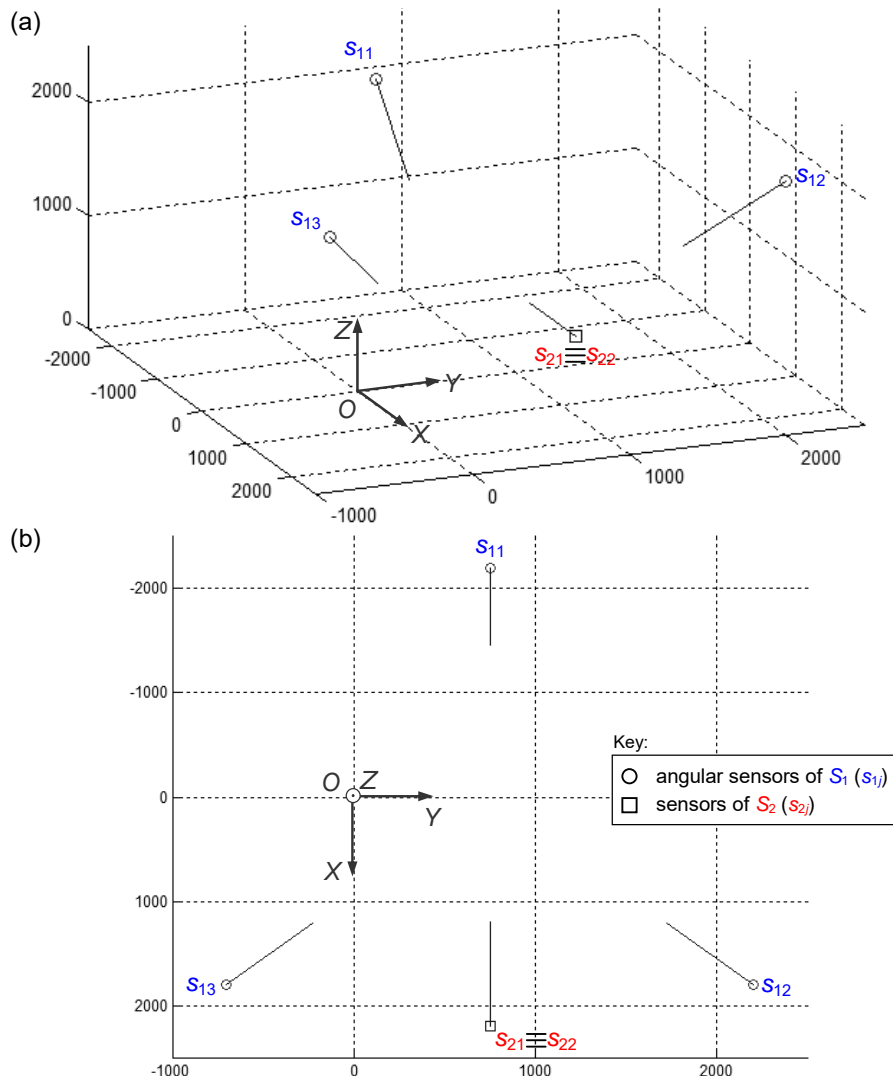 (a)
s11
2000
s12
1000
s13
0
Z
-2000
s21 ≡ s22
-1000
Y
O
0
X
1000
2000
2000
1000
0
-1000
(b)
s11
-2000
-1000
Key:
O Z
angular sensors of S1 (s1j)
0
sensors of S2 (s2j)
Y
X
1000
s13
s12
2000
s21 ≡ s22
-1000
0
1000
2000